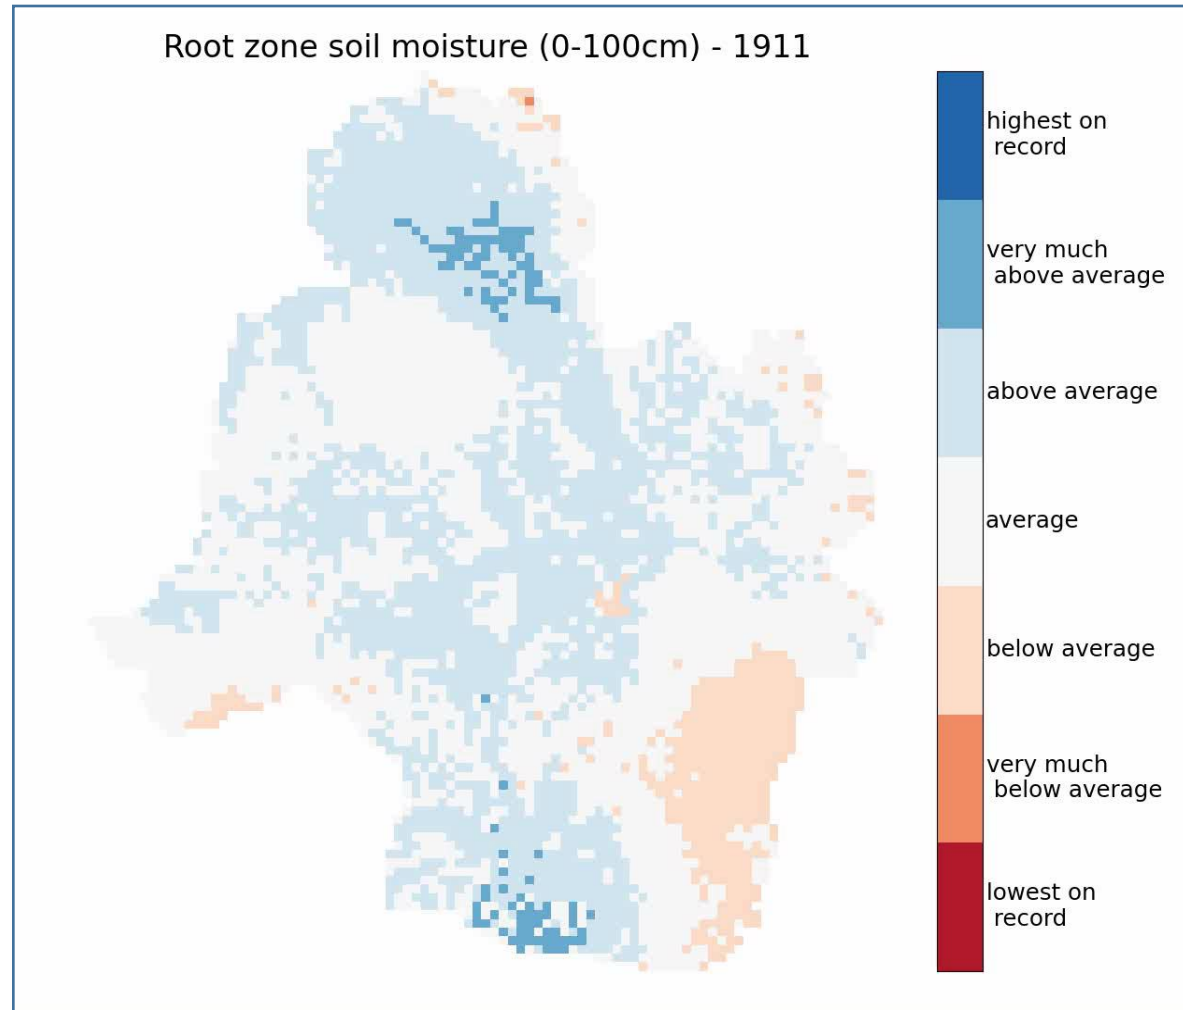 Root zone soil moisture (0-100cm) - 1911
highest on
record
very much
above average
above average
average
below average
very much
below average
lowest on
record